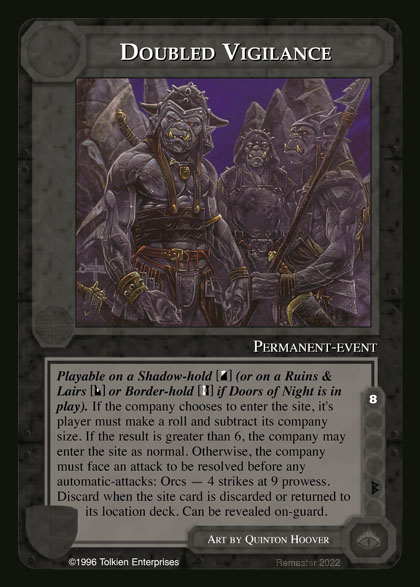 Doubled Vigilance
Permanent-event
Playable on a Shadow-hold [] (or on a Ruins &
Lairs [] or Border-hold [] if Doors of Night is in
play). If the company chooses to enter the site, it's
player must make a roll and subtract its company
size. If the result is greater than 6, the company may
enter the site as normal. Otherwise, the company
must face an attack to be resolved before any
automatic-attacks: Orcs — 4 strikes at 9 prowess.
Discard when the site card is discarded or returned to
its location deck. Can be revealed on-guard.
8
Art by Quinton Hoover
©1996 Tolkien Enterprises
Remaster 2022